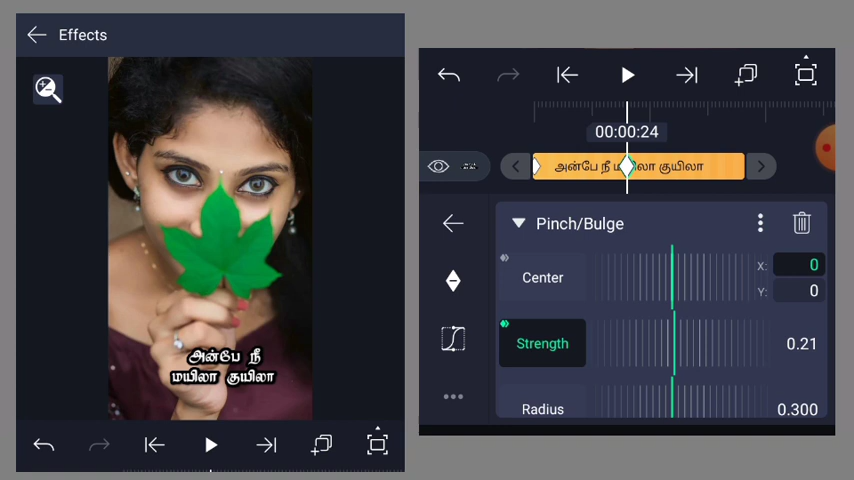 Effects
அன்பே நீ
மயிலா குயிலா
00:00:24
அன்பே நீ ம யிலா குயிலா
Pinch/Bulge
Center
X: 0
Y: 0
Strength
0.21
Radius
0.300